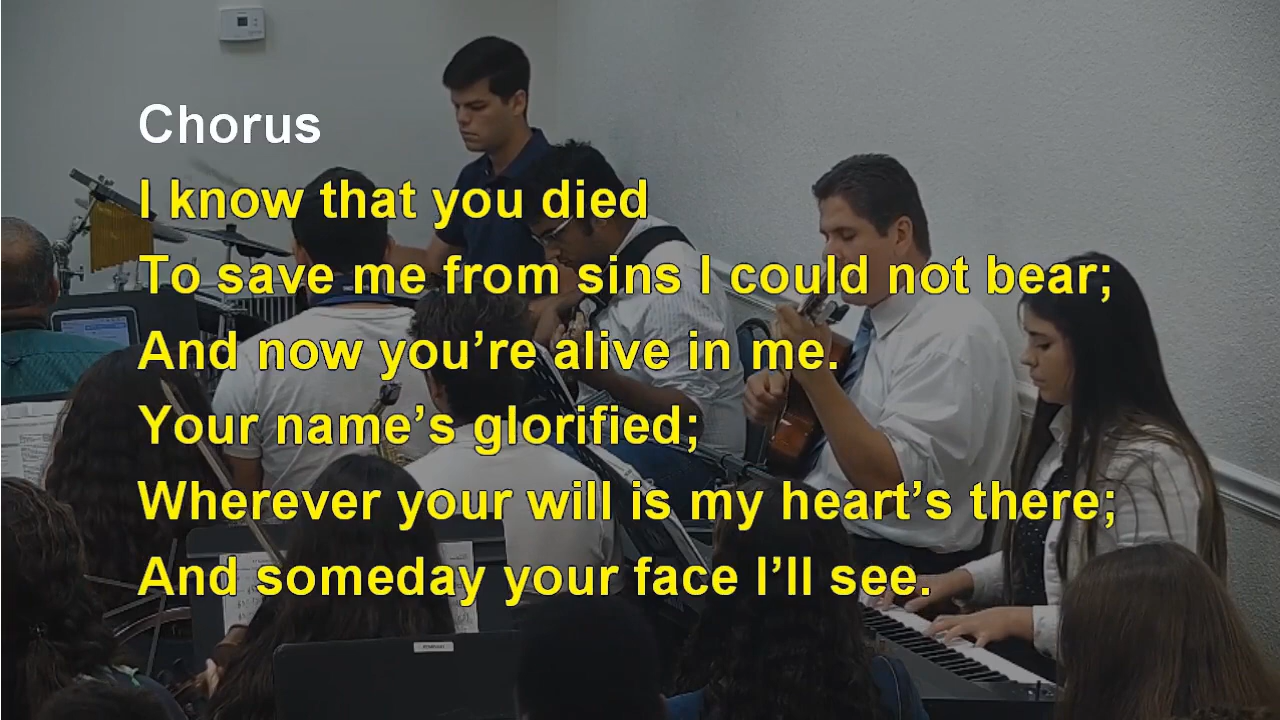 Chorus
I know that you died
To save me from sins I could not bear;
And now you’re alive in me.
Your name’s glorified;
Wherever your will is my heart’s there;
And someday your face I’ll see.